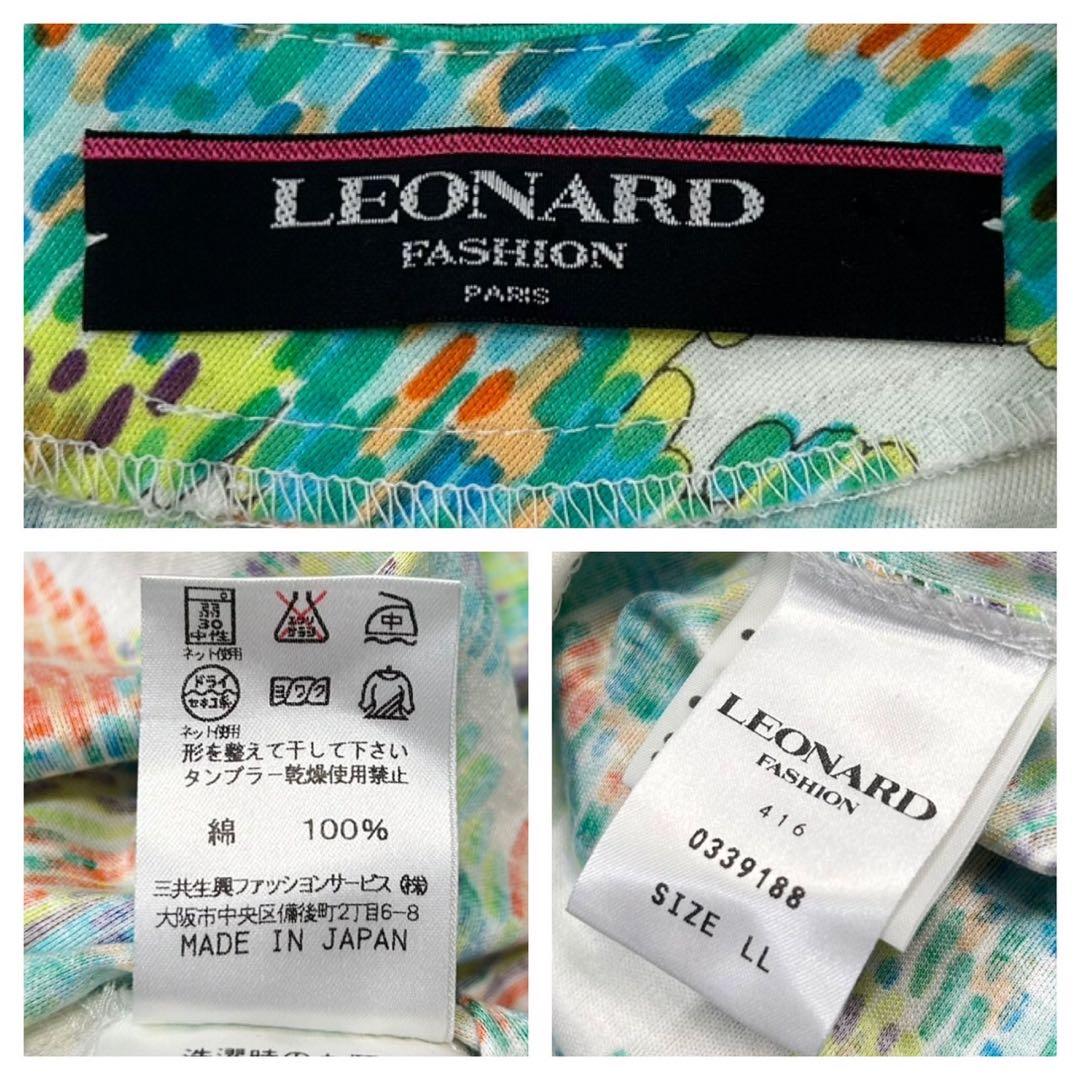 LEONARD
FASHION
PARIS
弱
30
中性
エンソ
サラシ
中
ネット使用
ドライ
セキユ系
ヨワク
ネット使用
形を整えて干して下さい
タンブラー乾燥使用禁止
綿 100%
三共生興ファッションサービス㈱
大阪市中央区備後町2丁目6-8
MADE IN JAPAN
LEONARD
FASHION
416
0339188
SIZE LL